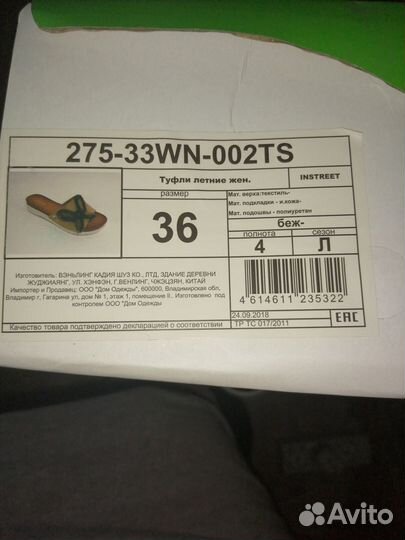 275-33WN-002TS
Туфли летние жен.
INSTREET
размер
36
Мат. верха:текстиль-
Мат. подкладки - и.кожа-
Мат. подошвы - полиуретан
беж-
полнота
сезон
4
Л
Изготовитель: ВЭНЬЛИНГ КАДИЯ ШУЗ КО., ЛТД, ЗДАНИЕ ДЕРЕВНИ
ЖУДЖИАЯНГ, УЛ. ХЭНФЭН, Г.ВЕНЛИНГ, ЧЖЭЦЗЯН, КИТАЙ
Импортер и Продавец: ООО "Дом Одежды", 600000, Владимирская обл,
Владимир г, Гагарина ул, дом № 1, этаж 1, помещение II.. Изготовлено под
контролем ООО "Дом Одежды
4 614611 235322
24.09.2018
Качество товара подтверждено декларацией о соответствии
ТР ТС 017/2011
EAC
Avito